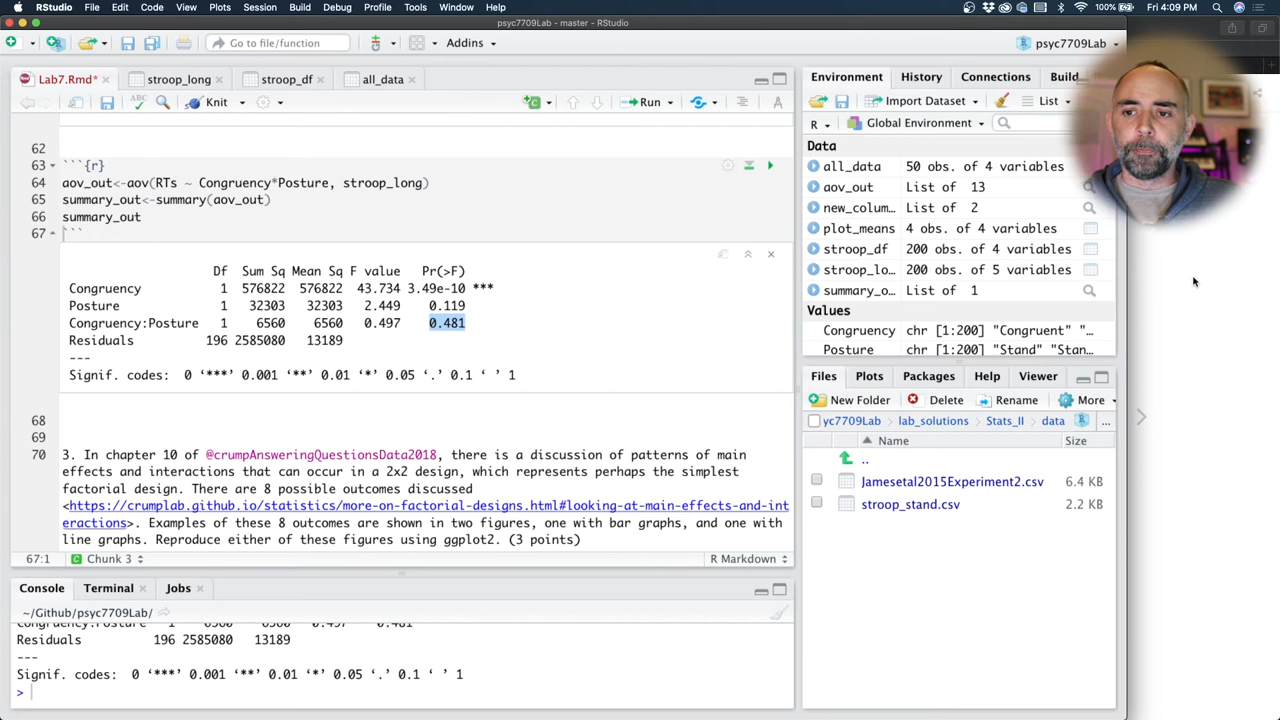 RStudio File Edit Code View Plots Session Build Debug Profile Tools Window Help 100% Fri 4:09 PM
psyc7709Lab - master - RStudio
Go to file/function Addins psyc7709Lab
Lab7.Rmd* stroop_long stroop_df all_data
ABC Knit Run
62
63 ```{r}
64 aov_out<-aov(RTs ~ Congruency*Posture, stroop_long)
65 summary_out<-summary(aov_out)
66 summary_out
67 ```
Df Sum Sq Mean Sq F value Pr(>F)
Congruency 1 576822 576822 43.734 3.49e-10 ***
Posture 1 32303 32303 2.449 0.119
Congruency:Posture 1 6560 6560 0.497 0.481
Residuals 196 2585080 13189
---
Signif. codes: 0 ‘***’ 0.001 ‘**’ 0.01 ‘*’ 0.05 ‘.’ 0.1 ‘ ’ 1
68
69
70 3. In chapter 10 of @crumpAnsweringQuestionsData2018, there is a discussion of patterns of main
effects and interactions that can occur in a 2x2 design, which represents perhaps the simplest
factorial design. There are 8 possible outcomes discussed
<https://crumplab.github.io/statistics/more-on-factorial-designs.html#looking-at-main-effects-and-int
eractions>. Examples of these 8 outcomes are shown in two figures, one with bar graphs, and one with
line graphs. Reproduce either of these figures using ggplot2. (3 points)
67:1 Chunk 3 R Markdown
Console Terminal Jobs
~/Github/psyc7709Lab/
Congruency:Posture 1 6560 6560 0.497 0.481
Residuals 196 2585080 13189
---
Signif. codes: 0 ‘***’ 0.001 ‘**’ 0.01 ‘*’ 0.05 ‘.’ 0.1 ‘ ’ 1
>
Environment History Connections Build
Import Dataset List
R Global Environment
Data
all_data 50 obs. of 4 variables
aov_out List of 13
new_colum… List of 2
plot_means 4 obs. of 4 variables
stroop_df 200 obs. of 4 variables
stroop_lo… 200 obs. of 5 variables
summary_o… List of 1
Values
Congruency chr [1:200] "Congruent" "…
Posture chr [1:200] "Stand" "Stan…
Files Plots Packages Help Viewer
New Folder Delete Rename More
yc7709Lab lab_solutions Stats_II data ...
Name Size
..
Jamesetal2015Experiment2.csv 6.4 KB
stroop_stand.csv 2.2 KB